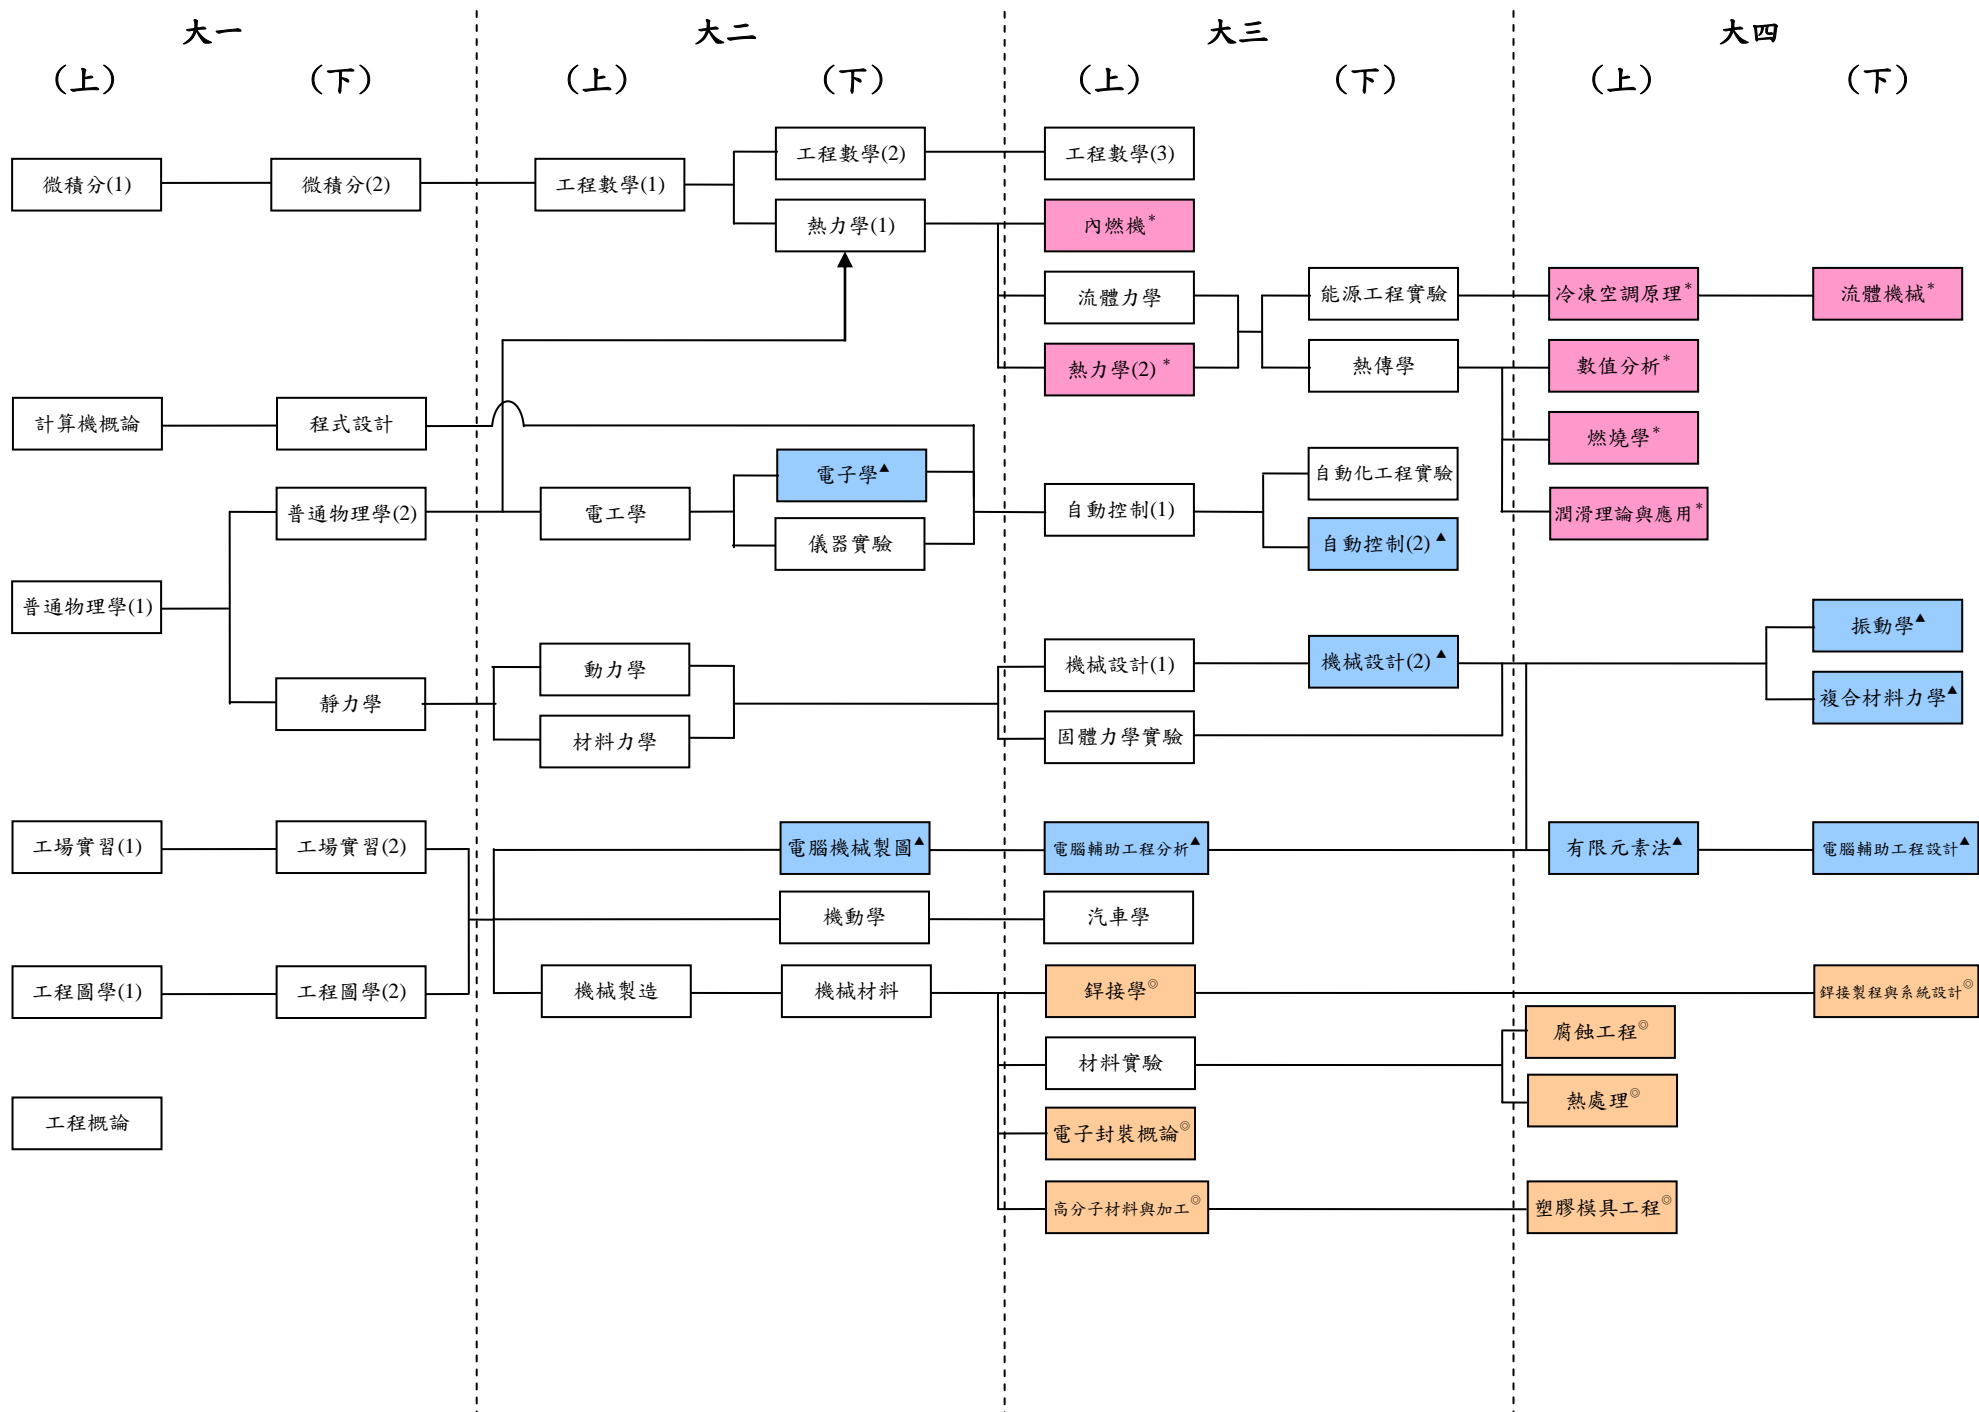 大一 大二 大三 大四
(上) (下) (上) (下) (上) (下) (上) (下)
工程數學(2) 工程數學(3)
微積分(1) 微積分(2) 工程數學(1)
熱力學(1) 內燃機*
流體力學 能源工程實驗 冷凍空調原理* 流體機械*
熱力學(2)* 熱傳學 數值分析*
計算機概論 程式設計 燃燒學*
電子學▲ 自動化工程實驗
普通物理學(2) 電工學 自動控制(1) 潤滑理論與應用*
儀器實驗 自動控制(2)▲
普通物理學(1) 振動學▲
動力學 機械設計(1) 機械設計(2)▲
靜力學 複合材料力學▲
材料力學 固體力學實驗
工場實習(1) 工場實習(2) 電腦機械製圖▲ 電腦輔助工程分析▲ 有限元素法▲ 電腦輔助工程設計▲
機動學 汽車學
工程圖學(1) 工程圖學(2) 機械製造 機械材料 銲接學◎ 銲接製程與系統設計◎
腐蝕工程◎
材料實驗
熱處理◎
工程概論 電子封裝概論◎
高分子材料與加工◎ 塑膠模具工程◎